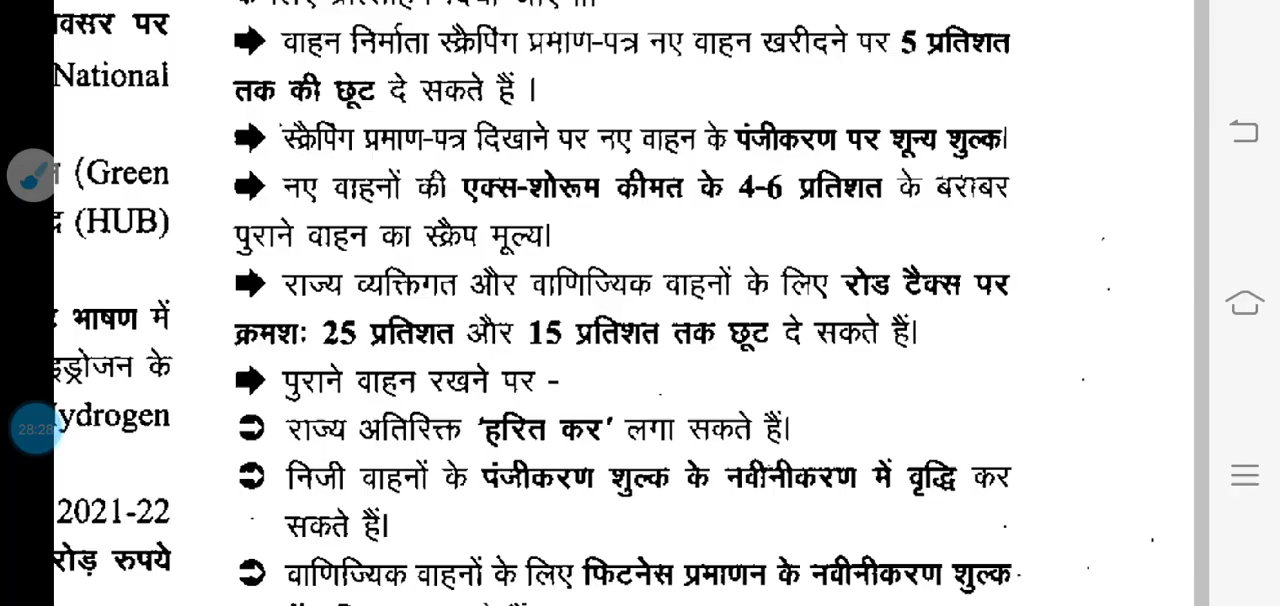 वसर पर
National
(Green
(HUB)
भाषण में
इड्रोजन के
ydrogen
2021-22
रोड़ रुपये
➡ वाहन निर्माता स्क्रैपिंग प्रमाण-पत्र नए वाहन खरीदने पर 5 प्रतिशत
तक की छूट दे सकते हैं ।
➡ स्क्रैपिंग प्रमाण-पत्र दिखाने पर नए वाहन के पंजीकरण पर शून्य शुल्क।
➡ नए वाहनों की एक्स-शोरूम कीमत के 4-6 प्रतिशत के बराबर
पुराने वाहन का स्क्रैप मूल्य।
➡ राज्य व्यक्तिगत और वाणिज्यिक वाहनों के लिए रोड टैक्स पर
क्रमशः 25 प्रतिशत और 15 प्रतिशत तक छूट दे सकते हैं।
➡ पुराने वाहन रखने पर -
➲ राज्य अतिरिक्त ‘हरित कर’ लगा सकते हैं।
➲ निजी वाहनों के पंजीकरण शुल्क के नवीनीकरण में वृद्धि कर
सकते हैं।
➲ वाणिज्यिक वाहनों के लिए फिटनेस प्रमाणन के नवीनीकरण शुल्क
28:28